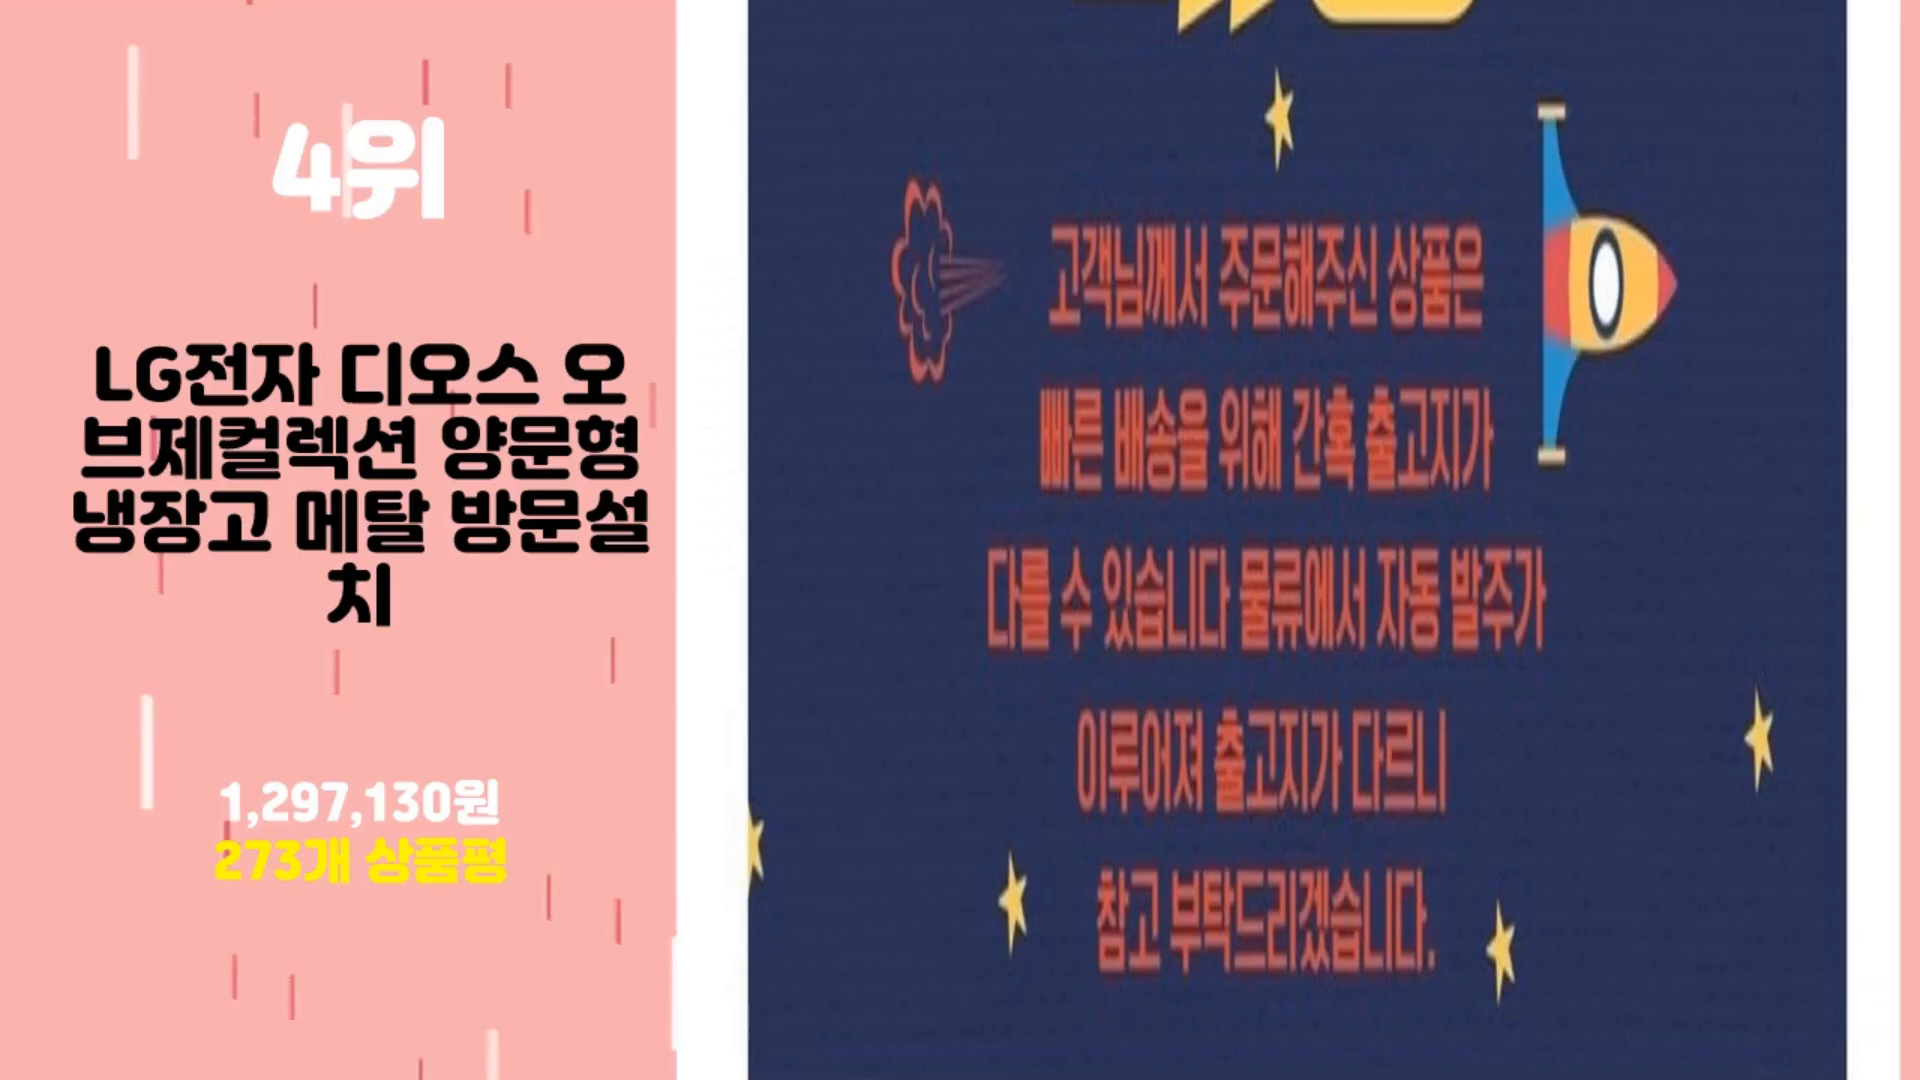 4위
LG전자 디오스 오
브제컬렉션 양문형
냉장고 메탈 방문설
치
1,297,130원
273개 상품평
고객님께서 주문해주신 상품은
빠른 배송을 위해 간혹 출고지가
다를 수 있습니다 물류에서 자동 발주가
이루어져 출고지가 다르니
참고 부탁드리겠습니다.